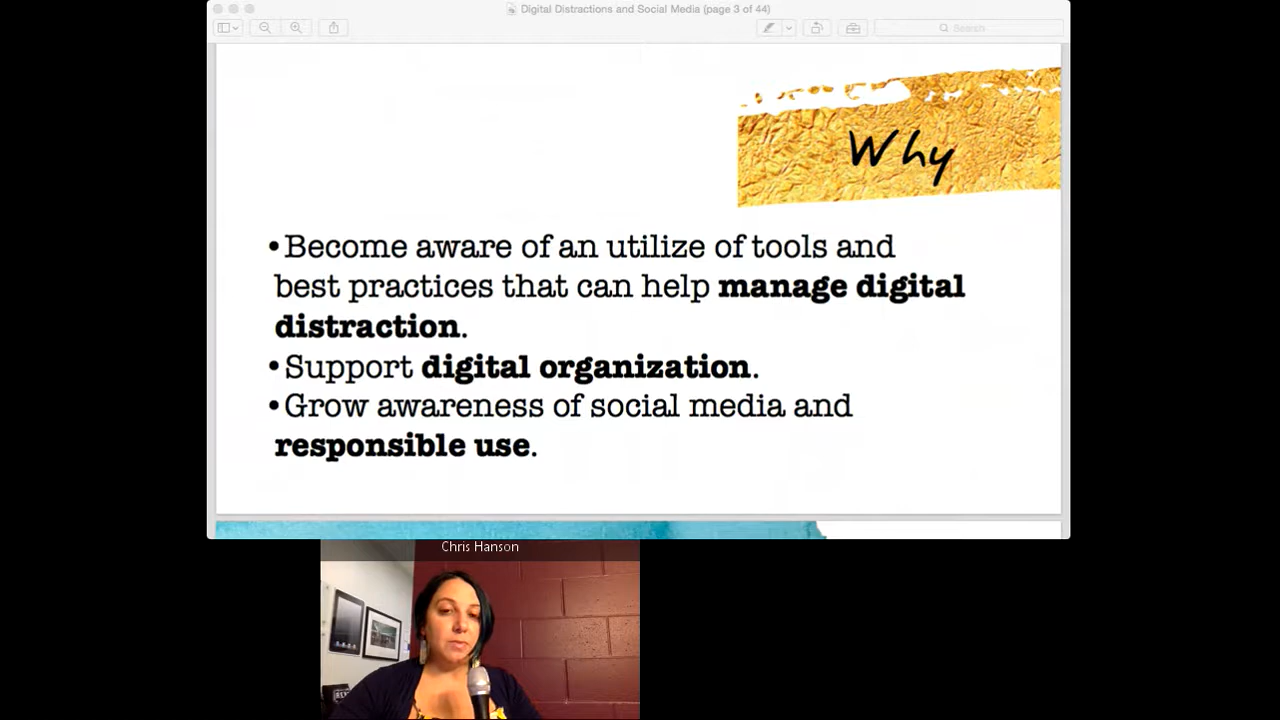 Digital Distractions and Social Media (page 3 of 44)
Search
Why
•Become aware of an utilize of tools and
best practices that can help manage digital
distraction.
•Support digital organization.
•Grow awareness of social media and
responsible use.
Chris Hanson